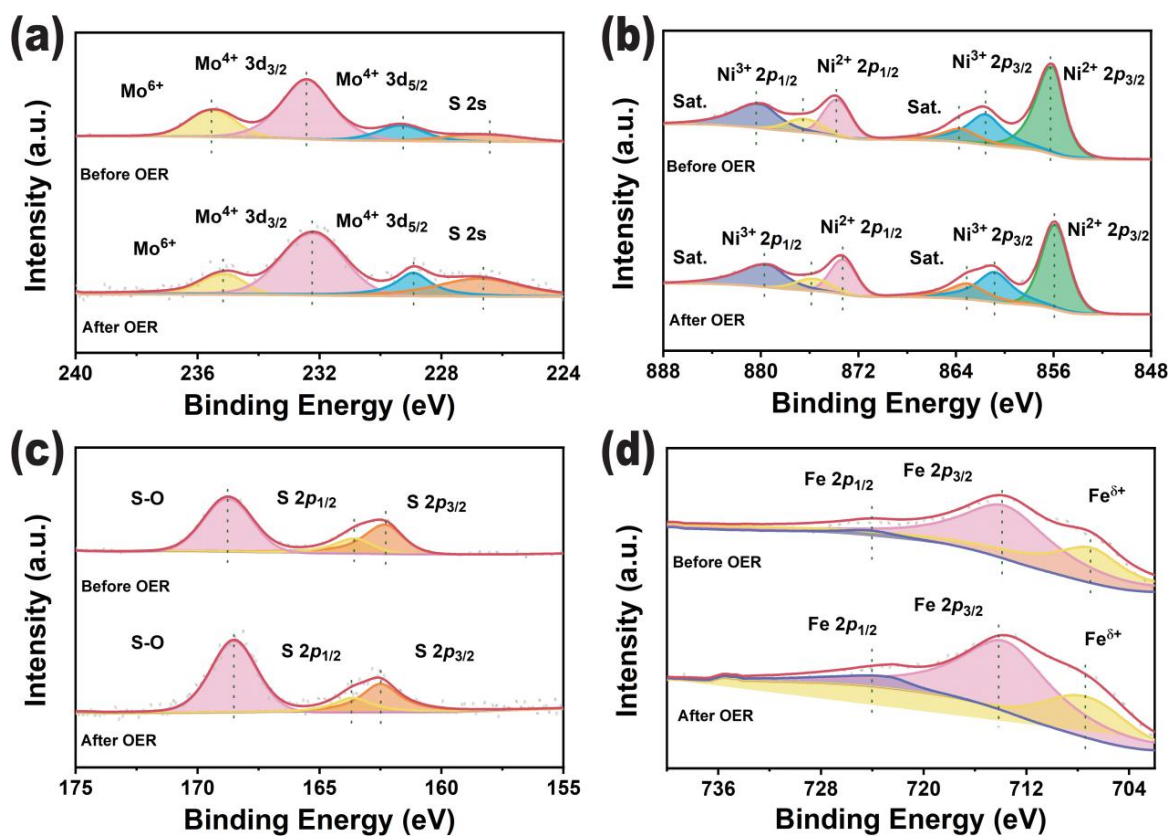 (a)
Mo⁶⁺
Mo⁴⁺ 3d₃/₂
Mo⁴⁺ 3d₅/₂
S 2s
Before OER
Mo⁶⁺
Mo⁴⁺ 3d₃/₂
Mo⁴⁺ 3d₅/₂
S 2s
After OER
Intensity (a.u.)
240 236 232 228 224
Binding Energy (eV)
(b)
Sat.
Ni³⁺ 2p₁/₂
Ni²⁺ 2p₁/₂
Sat.
Ni³⁺ 2p₃/₂
Ni²⁺ 2p₃/₂
Before OER
Sat.
Ni³⁺ 2p₁/₂
Ni²⁺ 2p₁/₂
Sat.
Ni³⁺ 2p₃/₂
Ni²⁺ 2p₃/₂
After OER
Intensity (a.u.)
888 880 872 864 856 848
Binding Energy (eV)
(c)
S-O
S 2p₁/₂
S 2p₃/₂
Before OER
S-O
S 2p₁/₂
S 2p₃/₂
After OER
Intensity (a.u.)
175 170 165 160 155
Binding Energy (eV)
(d)
Fe 2p₁/₂
Fe 2p₃/₂
Feᵟ⁺
Before OER
Fe 2p₁/₂
Fe 2p₃/₂
Feᵟ⁺
After OER
Intensity (a.u.)
736 728 720 712 704
Binding Energy (eV)